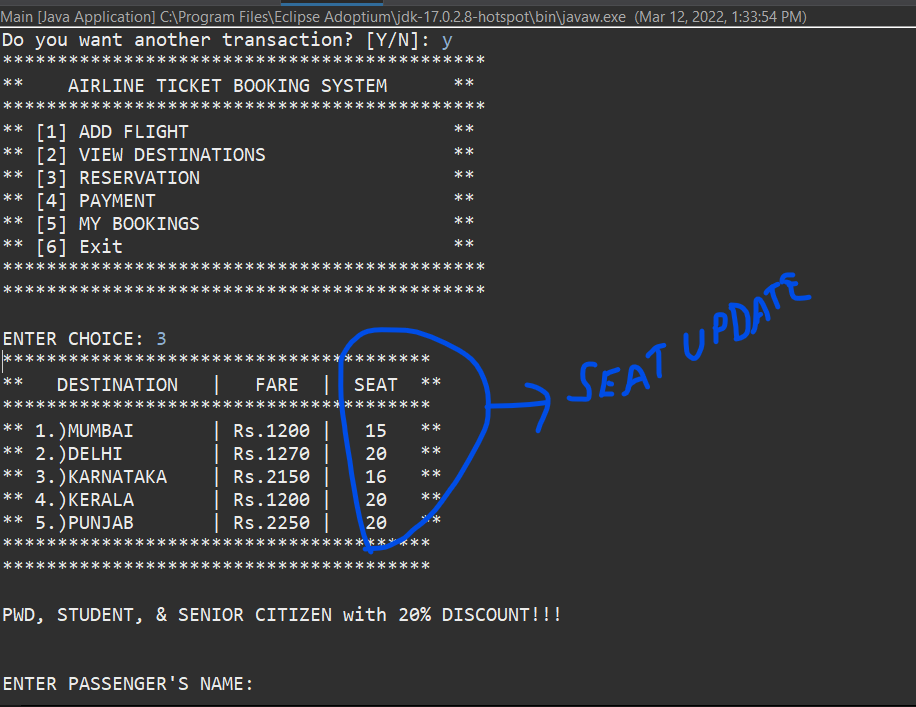 Main [Java Application] C:\Program Files\Eclipse Adoptium\jdk-17.0.2.8-hotspot\bin\javaw.exe (Mar 12, 2022, 1:33:54 PM)
Do you want another transaction? [Y/N]: y
********************************************
** AIRLINE TICKET BOOKING SYSTEM **
********************************************
** [1] ADD FLIGHT **
** [2] VIEW DESTINATIONS **
** [3] RESERVATION **
** [4] PAYMENT **
** [5] MY BOOKINGS **
** [6] Exit **
********************************************
********************************************
ENTER CHOICE: 3
***************************************
** DESTINATION | FARE | SEAT **
***************************************
** 1.)MUMBAI | Rs.1200 | 15 **
** 2.)DELHI | Rs.1270 | 20 **
** 3.)KARNATAKA | Rs.2150 | 16 **
** 4.)KERALA | Rs.1200 | 20 **
** 5.)PUNJAB | Rs.2250 | 20 **
***************************************
***************************************
SEAT UPDATE
PWD, STUDENT, & SENIOR CITIZEN with 20% DISCOUNT!!!
ENTER PASSENGER'S NAME: